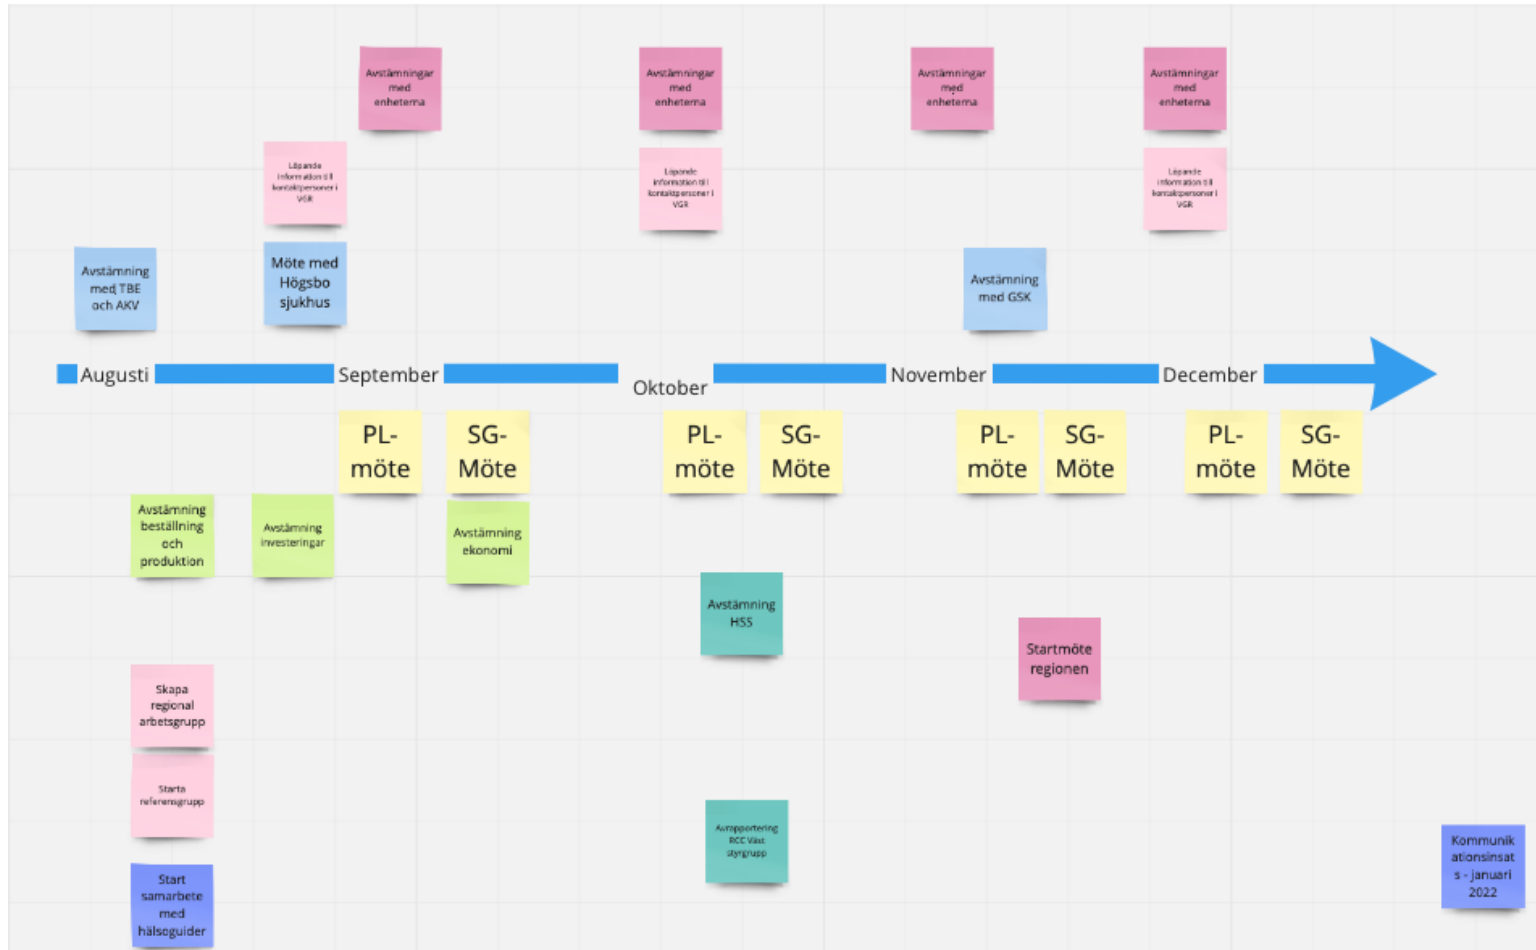 Avstämningar
med
enheterna
Avstämningar
med
enheterna
Avstämningar
med
enheterna
Avstämningar
med
enheterna
Löpande
information till
kontaktpersoner i
VGR
Löpande
information till
kontaktpersoner i
VGR
Löpande
information till
kontaktpersoner i
VGR
Avstämning
med TBE
och AKV
Möte med
Högsbo
sjukhus
Avstämning
med GSK
Augusti
September
Oktober
November
December
PL-
möte
SG-
Möte
PL-
möte
SG-
Möte
PL-
möte
SG-
Möte
PL-
möte
SG-
Möte
Avstämning
beställning
och
produktion
Avstämning
investeringar
Avstämning
ekonomi
Avstämning
HSS
Startmöte
regionen
Skapa
regional
arbetsgrupp
Starta
referensgrupp
Avrapportering
RCC Väst
styrgrupp
Start
samarbete
med
hälsoguider
Kommunik
ationsinsat
s - januari
2022